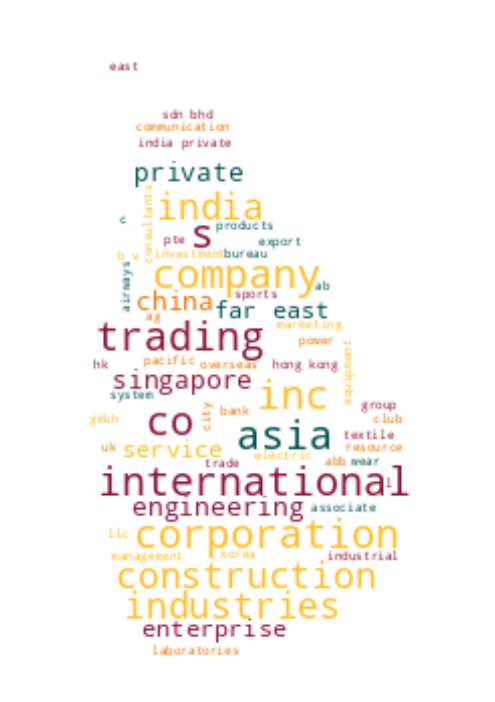 east
sdn bhd
communication
india private
private
consultants
india
c
products
pte s export
b v investment bureau
company
airways
ab
china sports
far east
ag
marketing
trading
power
equipment
pacific overseas hong kong
hk
singapore
system
inc
group
co city bank
gmbh
club
asia
textile
uk service
resource
electric
trade
abb wear
international
l
engineering associate
llc corporation
management korea industrial
construction
industries
enterprise
laboratories